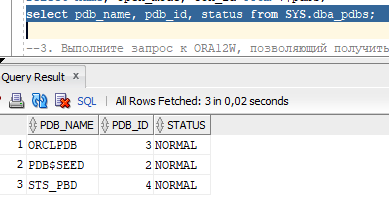 select pdb_name, pdb_id, status from SYS.dba_pdbs;
--3. Выполните запрос к ORA12W, позволяющий получить
Query Result ×
SQL | All Rows Fetched: 3 in 0,02 seconds
PDB_NAME PDB_ID STATUS
1 ORCLPDB 3 NORMAL
2 PDB$SEED 2 NORMAL
3 STS_PBD 4 NORMAL